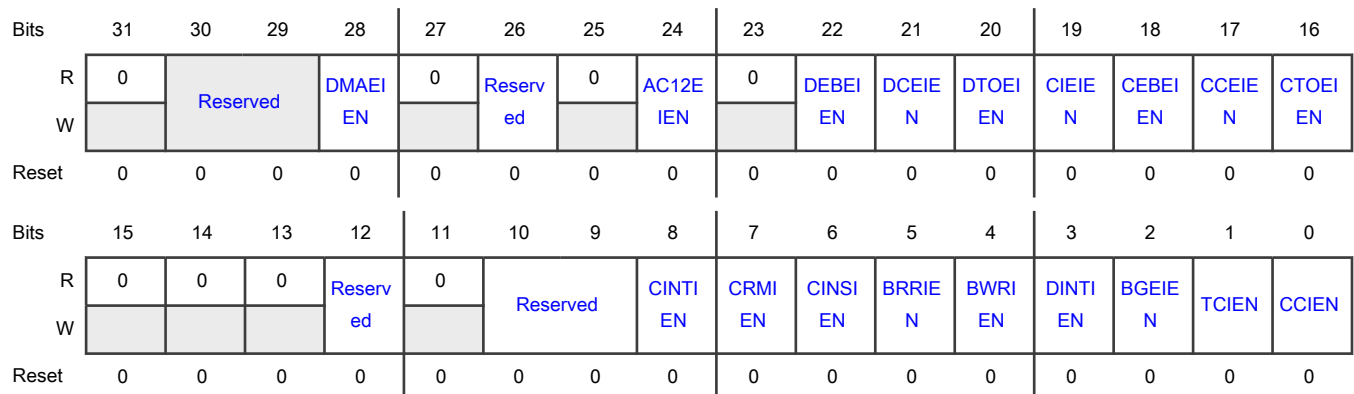 Bits 31 30 29 28 27 26 25 24 23 22 21 20 19 18 17 16
R 0 Reserved DMAEI 0 Reserv 0 AC12E 0 DEBEI DCEIE DTOEI CIEIE CEBEI CCEIE CTOEI
W EN ed IEN EN N EN N EN N EN
Reset 0 0 0 0 0 0 0 0 0 0 0 0 0 0 0 0
Bits 15 14 13 12 11 10 9 8 7 6 5 4 3 2 1 0
R 0 0 0 Reserv 0 Reserved CINTI CRMI CINSI BRRIE BWRI DINTI BGEIE TCIEN CCIEN
W ed EN EN EN N EN EN N
Reset 0 0 0 0 0 0 0 0 0 0 0 0 0 0 0 0